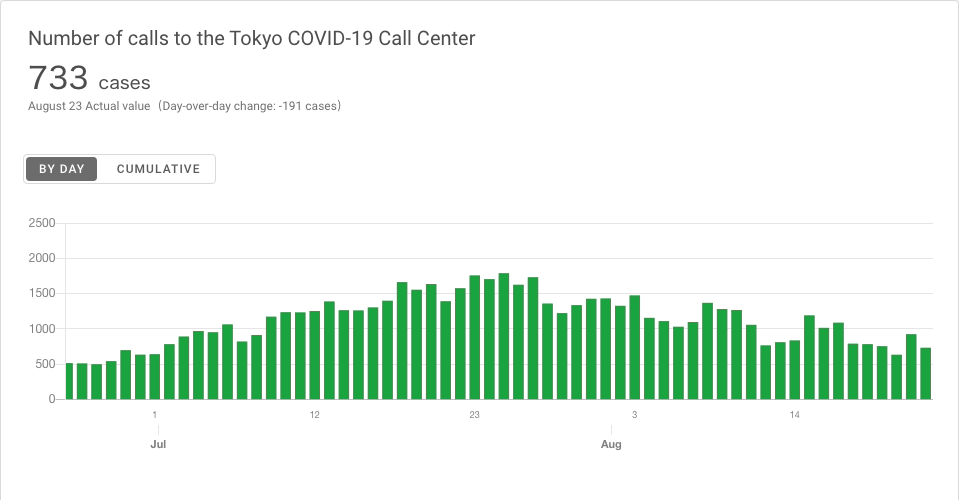 Number of calls to the Tokyo COVID-19 Call Center
733 cases
August 23 Actual value（Day-over-day change: -191 cases）
BY DAY CUMULATIVE
2500
2000
1500
1000
500
0
1 12 23 3 14
Jul Aug